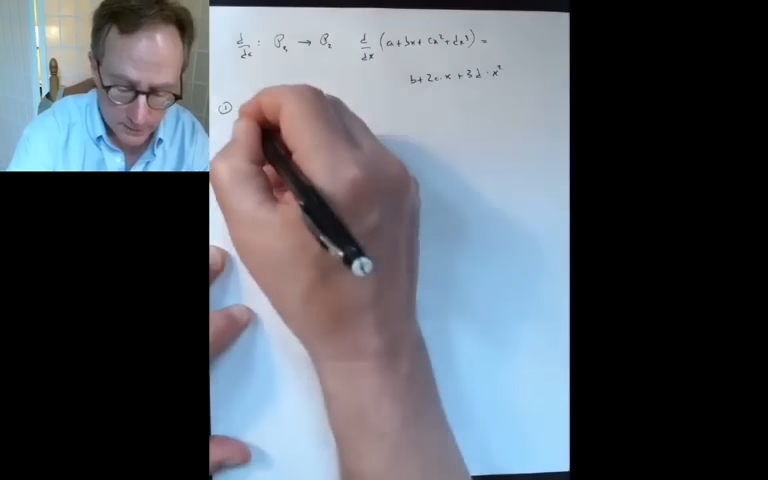 d/dx : P₃ → P₂ d/dx (a + bx + cx² + dx³) =
b + 2c·x + 3d·x²
①